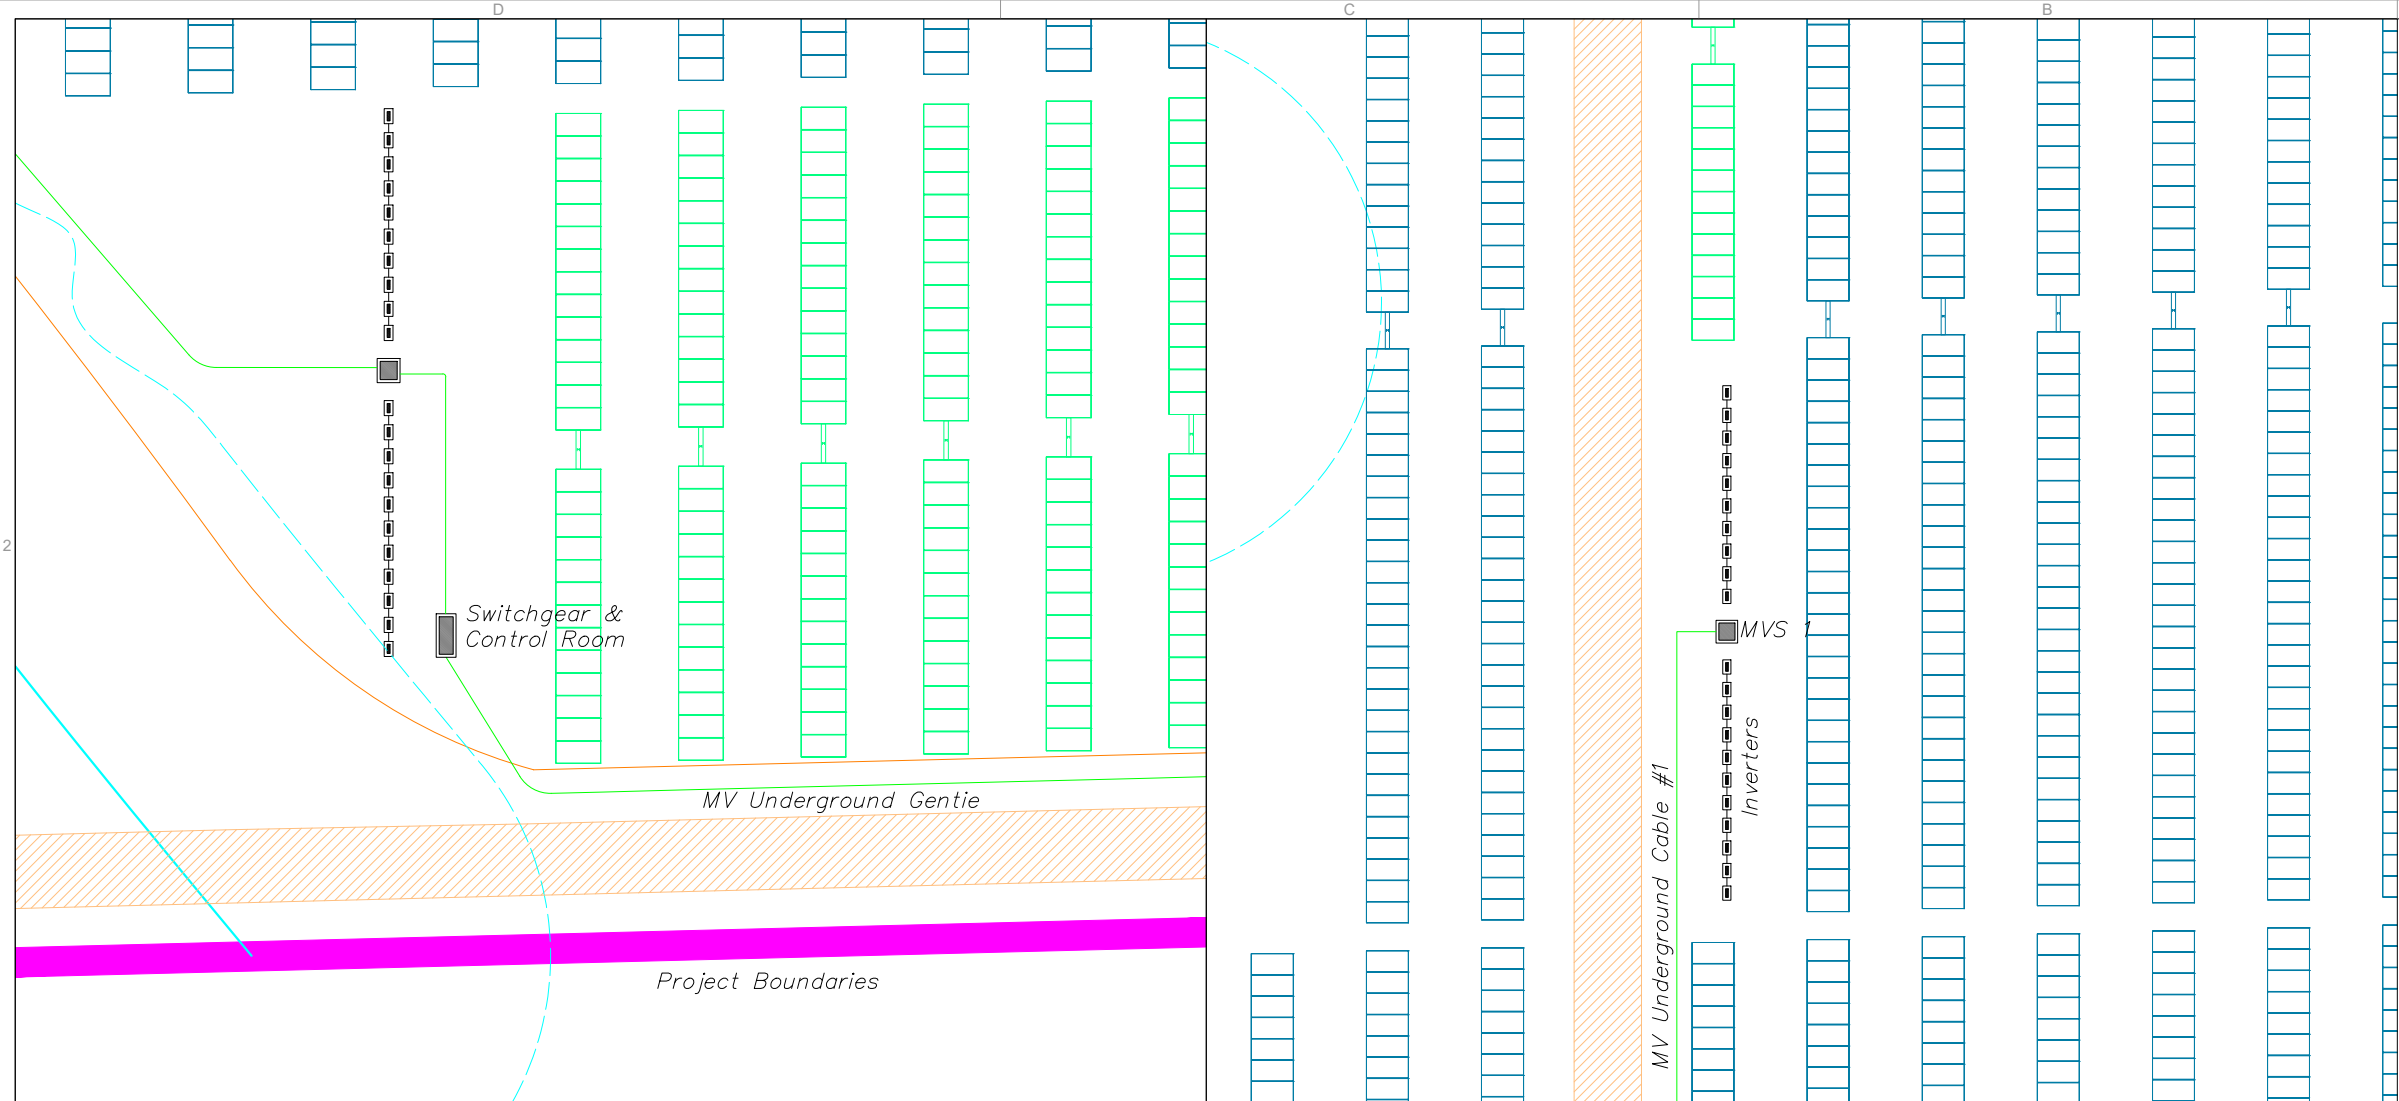 D
C
B
2
Switchgear &
Control Room
MV Underground Gentie
Project Boundaries
MVS 1
Inverters
MV Underground Cable #1